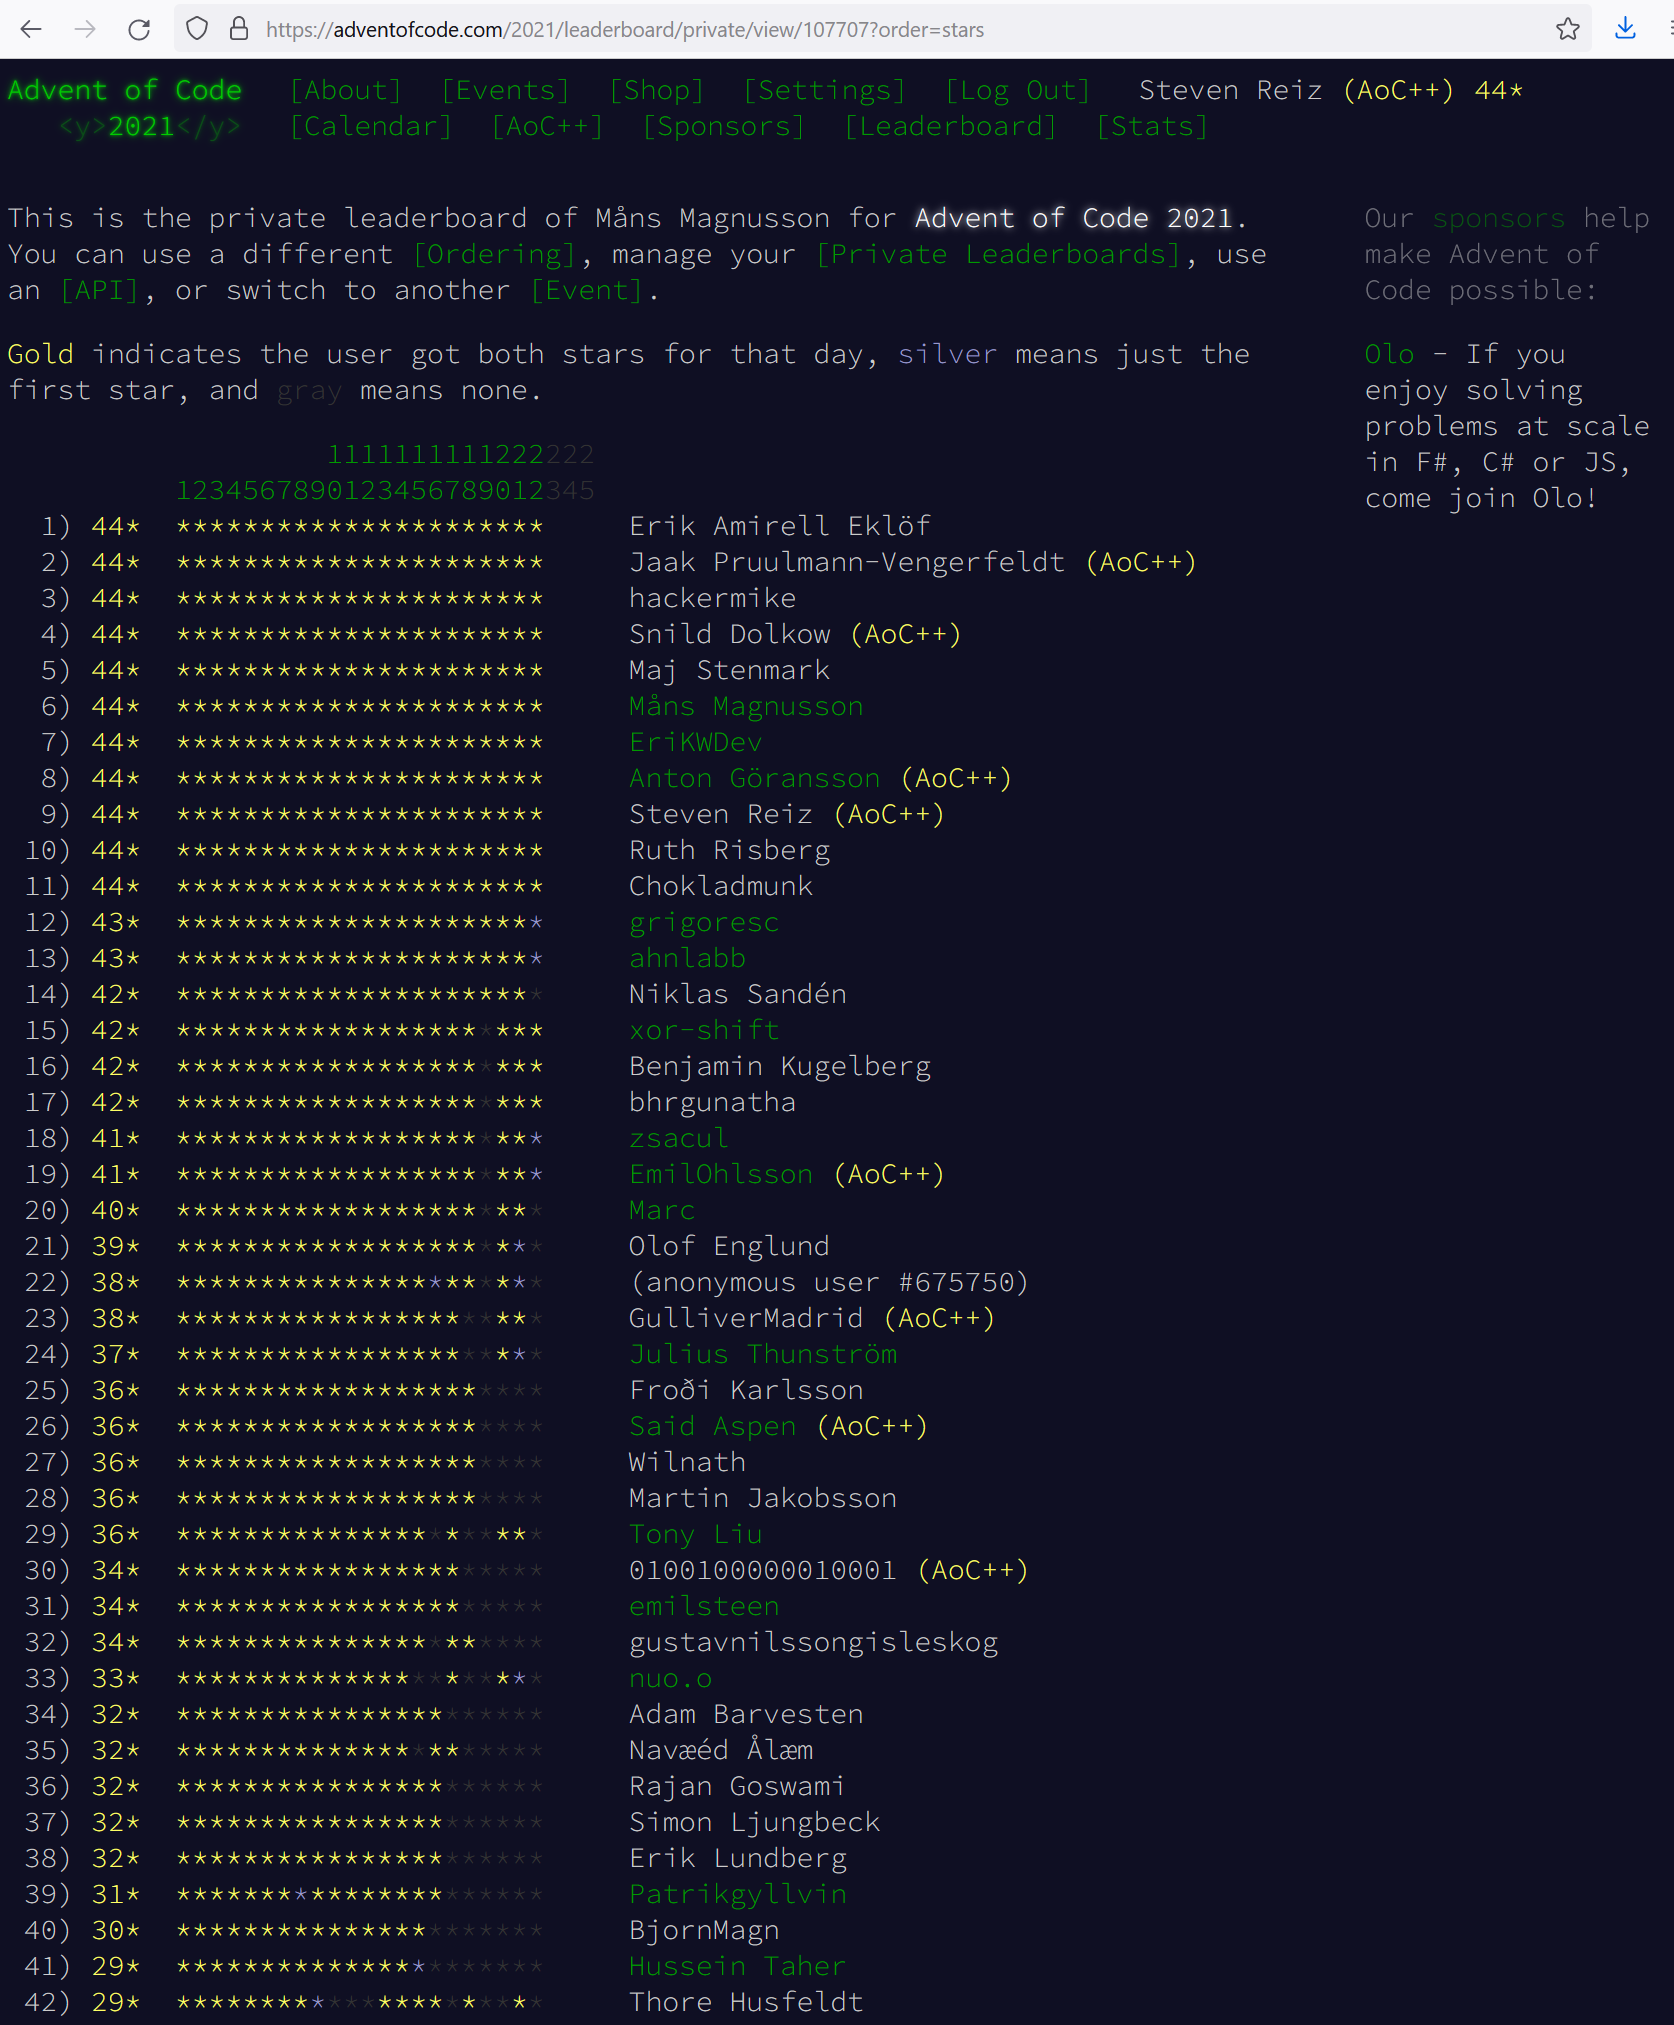 https://adventofcode.com/2021/leaderboard/private/view/107707?order=stars
Advent of Code [About] [Events] [Shop] [Settings] [Log Out] Steven Reiz (AoC++) 44*
<y>2021</y> [Calendar] [AoC++] [Sponsors] [Leaderboard] [Stats]
This is the private leaderboard of Måns Magnusson for Advent of Code 2021.
You can use a different [Ordering], manage your [Private Leaderboards], use
an [API], or switch to another [Event].
Gold indicates the user got both stars for that day, silver means just the
first star, and gray means none.
1111111111222222
1234567890123456789012345
1) 44* ********************** Erik Amirell Eklöf
2) 44* ********************** Jaak Pruulmann-Vengerfeldt (AoC++)
3) 44* ********************** hackermike
4) 44* ********************** Snild Dolkow (AoC++)
5) 44* ********************** Maj Stenmark
6) 44* ********************** Måns Magnusson
7) 44* ********************** EriKWDev
8) 44* ********************** Anton Göransson (AoC++)
9) 44* ********************** Steven Reiz (AoC++)
10) 44* ********************** Ruth Risberg
11) 44* ********************** Chokladmunk
12) 43* ********************** grigoresc
13) 43* ********************** ahnlabb
14) 42* ********************** Niklas Sandén
15) 42* ********************** xor-shift
16) 42* ********************** Benjamin Kugelberg
17) 42* ********************** bhrgunatha
18) 41* ********************** zsacul
19) 41* ********************** EmilOhlsson (AoC++)
20) 40* ********************** Marc
21) 39* ********************** Olof Englund
22) 38* ********************** (anonymous user #675750)
23) 38* ********************** GulliverMadrid (AoC++)
24) 37* ********************** Julius Thunström
25) 36* ********************** Froði Karlsson
26) 36* ********************** Said Aspen (AoC++)
27) 36* ********************** Wilnath
28) 36* ********************** Martin Jakobsson
29) 36* ********************** Tony Liu
30) 34* ********************** 0100100000010001 (AoC++)
31) 34* ********************** emilsteen
32) 34* ********************** gustavnilssongisleskog
33) 33* ********************** nuo.o
34) 32* ********************** Adam Barvesten
35) 32* ********************** Navæéd Ålæm
36) 32* ********************** Rajan Goswami
37) 32* ********************** Simon Ljungbeck
38) 32* ********************** Erik Lundberg
39) 31* ********************** Patrikgyllvin
40) 30* ********************** BjornMagn
41) 29* ********************** Hussein Taher
42) 29* ********************** Thore Husfeldt
Our sponsors help
make Advent of
Code possible:
Olo - If you
enjoy solving
problems at scale
in F#, C# or JS,
come join Olo!